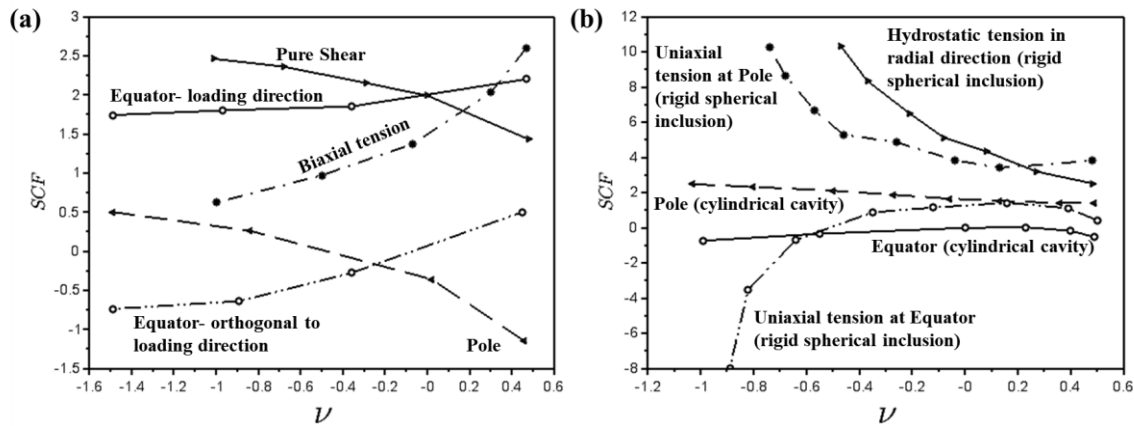 (a)
3
2.5
2
1.5
1
0.5
0
-0.5
-1
-1.5
SCF
Pure Shear
Equator- loading direction
Biaxial tension
Equator- orthogonal to
loading direction
Pole
-1.6 -1.4 -1.2 -1 -0.8 -0.6 -0.4 -0.2 -0 0.2 0.4 0.6
ν
(b)
12
10
8
6
4
2
0
-2
-4
-6
-8
SCF
Uniaxial
tension at Pole
(rigid spherical
inclusion)
Hydrostatic tension in
radial direction (rigid
spherical inclusion)
Pole (cylindrical cavity)
Equator (cylindrical cavity)
Uniaxial tension at Equator
(rigid spherical inclusion)
-1.2 -1 -0.8 -0.6 -0.4 -0.2 -0 0.2 0.4 0.6
ν